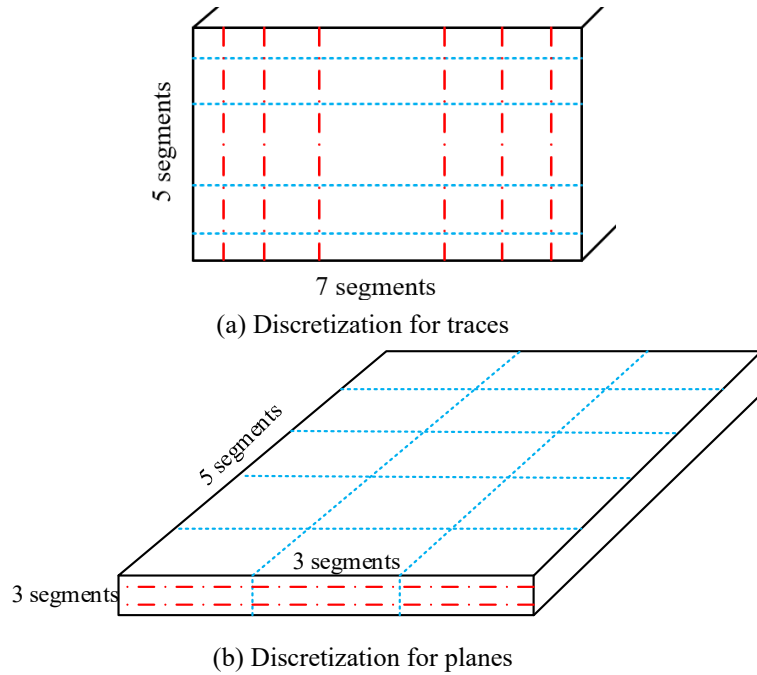 5 segments
7 segments
(a) Discretization for traces
5 segments
3 segments
3 segments
(b) Discretization for planes